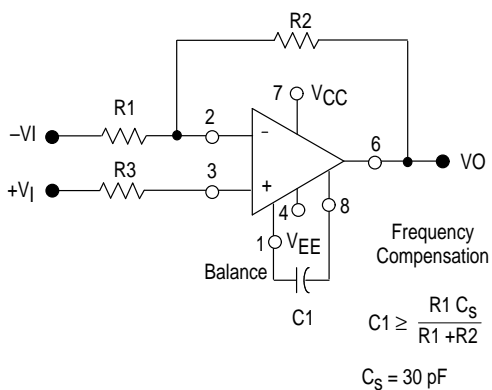 R2
7 VCC
R1
–VI
2
-
6
VO
+VI
R3
3
+
4
8
1 VEE
Balance
C1
Frequency
Compensation
C1 ≥ R1 CS
R1 +R2
CS = 30 pF